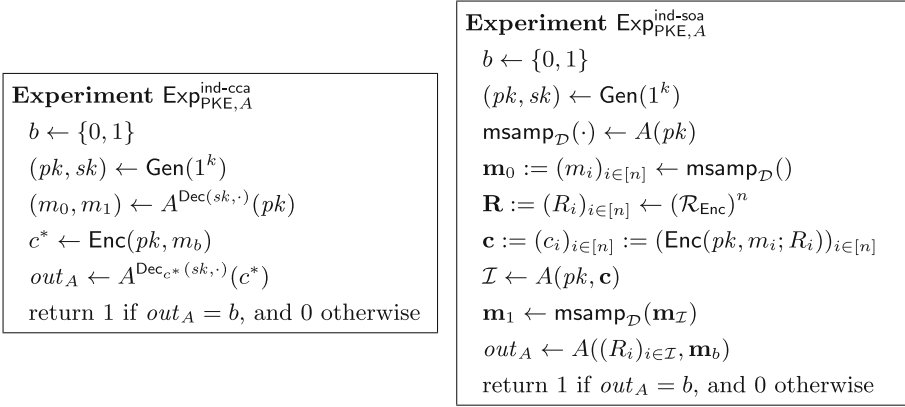 Experiment Exp^{ind-cca}_{PKE,A}
b ← {0, 1}
(pk, sk) ← Gen(1^k)
(m_0, m_1) ← A^{Dec(sk,·)}(pk)
c* ← Enc(pk, m_b)
out_A ← A^{Dec_{c*}(sk,·)}(c*)
return 1 if out_A = b, and 0 otherwise
Experiment Exp^{ind-soa}_{PKE,A}
b ← {0, 1}
(pk, sk) ← Gen(1^k)
msamp_𝒟(·) ← A(pk)
𝐦_0 := (m_i)_{i∈[n]} ← msamp_𝒟()
𝐑 := (R_i)_{i∈[n]} ← (ℛ_{Enc})^n
𝐜 := (c_i)_{i∈[n]} := (Enc(pk, m_i; R_i))_{i∈[n]}
ℐ ← A(pk, 𝐜)
𝐦_1 ← msamp_𝒟(𝐦_ℐ)
out_A ← A((R_i)_{i∈ℐ}, 𝐦_b)
return 1 if out_A = b, and 0 otherwise